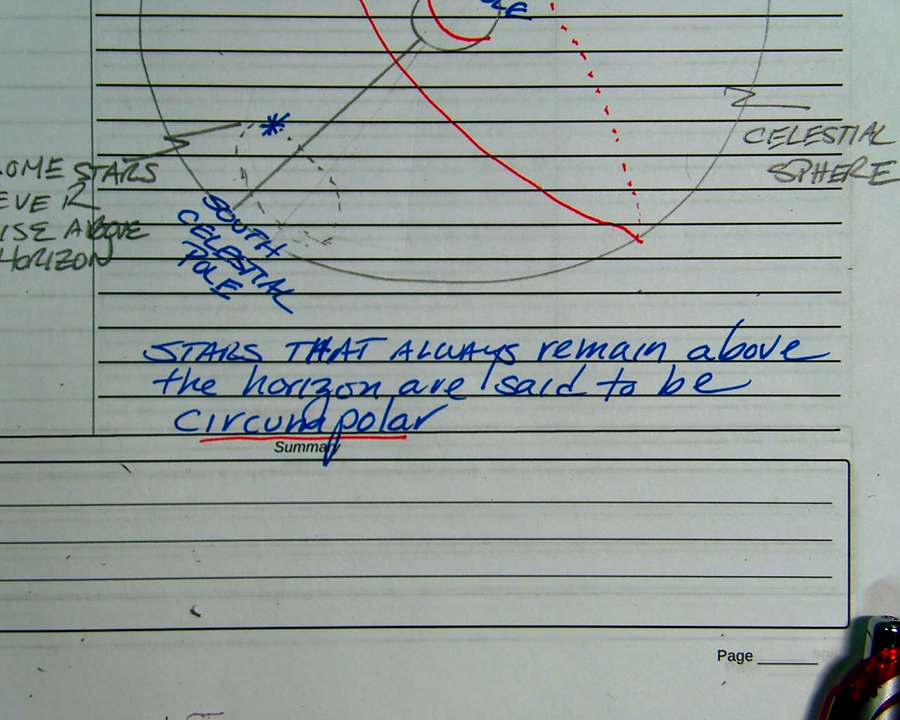 OLE
CELESTIAL
SPHERE
OME STARS
EVER
ISE ABOVE
HORIZON
SOUTH
CELESTIAL
POLE
STARS THAT ALWAYS remain above
the horizon are said to be
circumpolar
Summary
Page